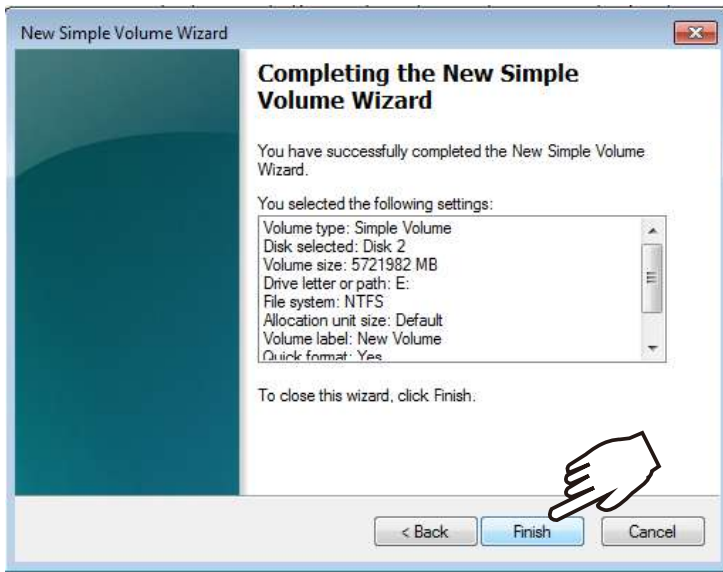 New Simple Volume Wizard
Completing the New Simple
Volume Wizard
You have successfully completed the New Simple Volume
Wizard.
You selected the following settings:
Volume type: Simple Volume
Disk selected: Disk 2
Volume size: 5721982 MB
Drive letter or path: E:
File system: NTFS
Allocation unit size: Default
Volume label: New Volume
Quick format: Yes
To close this wizard, click Finish.
< Back
Finish
Cancel